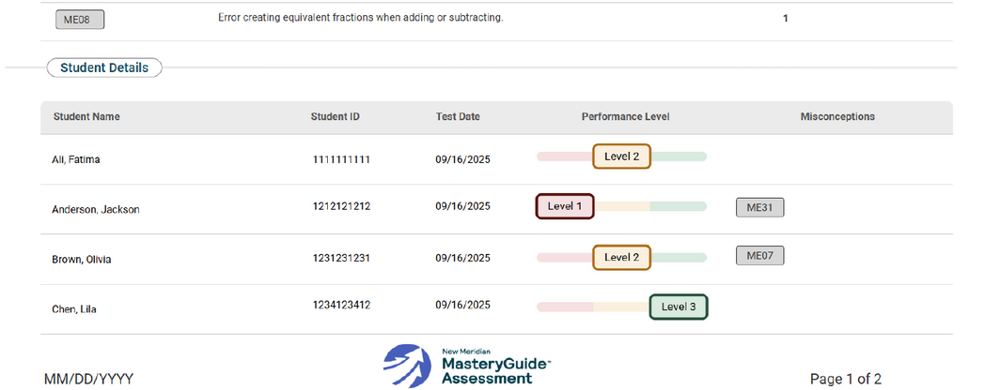 ME08 Error creating equivalent fractions when adding or subtracting. 1
Student Details
Student Name Student ID Test Date Performance Level Misconceptions
Ali, Fatima 1111111111 09/16/2025 Level 2
Anderson, Jackson 1212121212 09/16/2025 Level 1 ME31
Brown, Olivia 1231231231 09/16/2025 Level 2 ME07
Chen, Lila 1234123412 09/16/2025 Level 3
New Meridian
MasteryGuide™
Assessment
MM/DD/YYYY Page 1 of 2